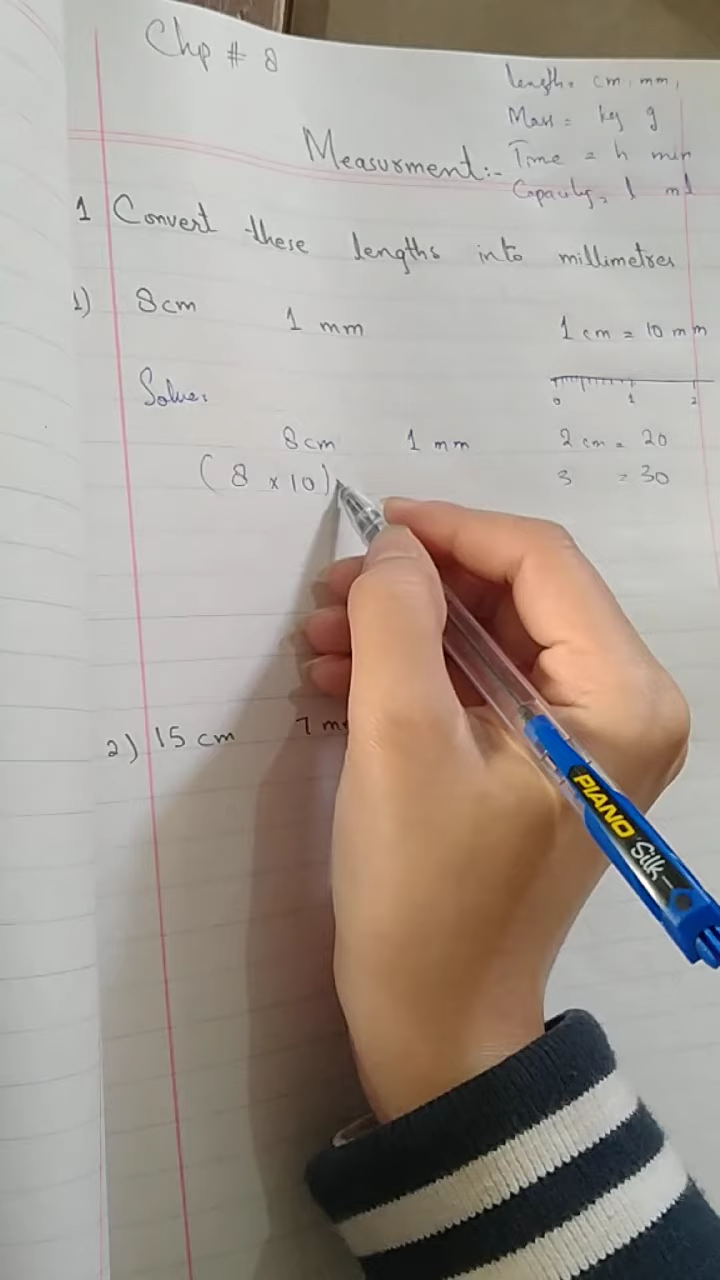 Chp # 8
length= cm, mm,
Mass = kg g
Time = h min
Capacity= l ml
Measurment:-
1 Convert these lengths into millimetres
1) 8cm 1 mm
1 cm = 10 mm
0 1 2
Solve:
8cm 1 mm
2 cm = 20
(8 x 10)
3 = 30
2) 15 cm 7 m
PIANO Silk